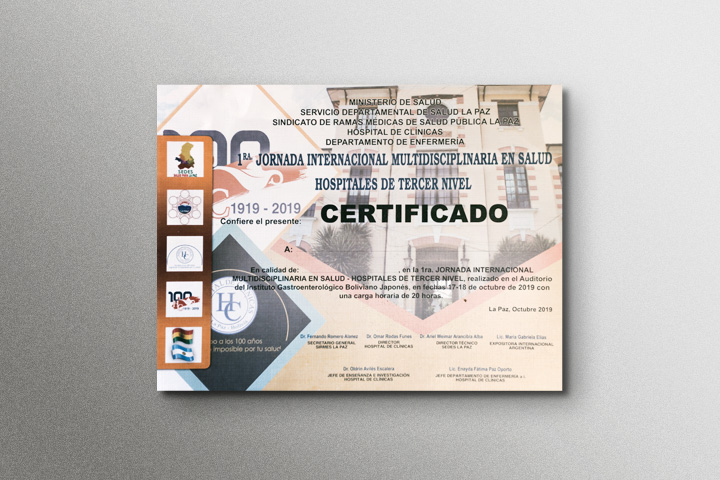 MINISTERIO DE SALUD
SERVICIO DEPARTAMENTAL DE SALUD LA PAZ
SINDICATO DE RAMAS MÉDICAS DE SALUD PÚBLICA LA PAZ
HOSPITAL DE CLÍNICAS
DEPARTAMENTO DE ENFERMERÍA
1RA. JORNADA INTERNACIONAL MULTIDISCIPLINARIA EN SALUD
HOSPITALES DE TERCER NIVEL
1919 - 2019
CERTIFICADO
Confiere el presente:
A:
En calidad de: , en la 1ra. JORNADA INTERNACIONAL
MULTIDISCIPLINARIA EN SALUD - HOSPITALES DE TERCER NIVEL, realizado en el Auditorio
del Instituto Gastroenterológico Boliviano Japonés, en fechas 17-18 de octubre de 2019 con
una carga horaria de 20 horas.
La Paz, Octubre 2019
SEDES
100
HC
o a los 100 años
imposible por tu salud!
Dr. Fernando Romero
SECRETARIO GENERAL
SIRMES LA PAZ
Dr. Omar Rodas Funes
DIRECTOR
HOSPITAL DE CLÍNICAS
Dr. Ariel Weimar Arancibia Alba
DIRECTOR TÉCNICO
SEDES LA PAZ
Lic. María Gabriela Elías
EXPOSITORA INTERNACIONAL
ARGENTINA
Dr. Avilés Escalera
JEFE DE ENSEÑANZA E INVESTIGACIÓN
HOSPITAL DE CLÍNICAS
Lic. Fátima Paz Oporto
JEFE DEPARTAMENTO DE ENFERMERÍA a.i.
HOSPITAL DE CLÍNICAS